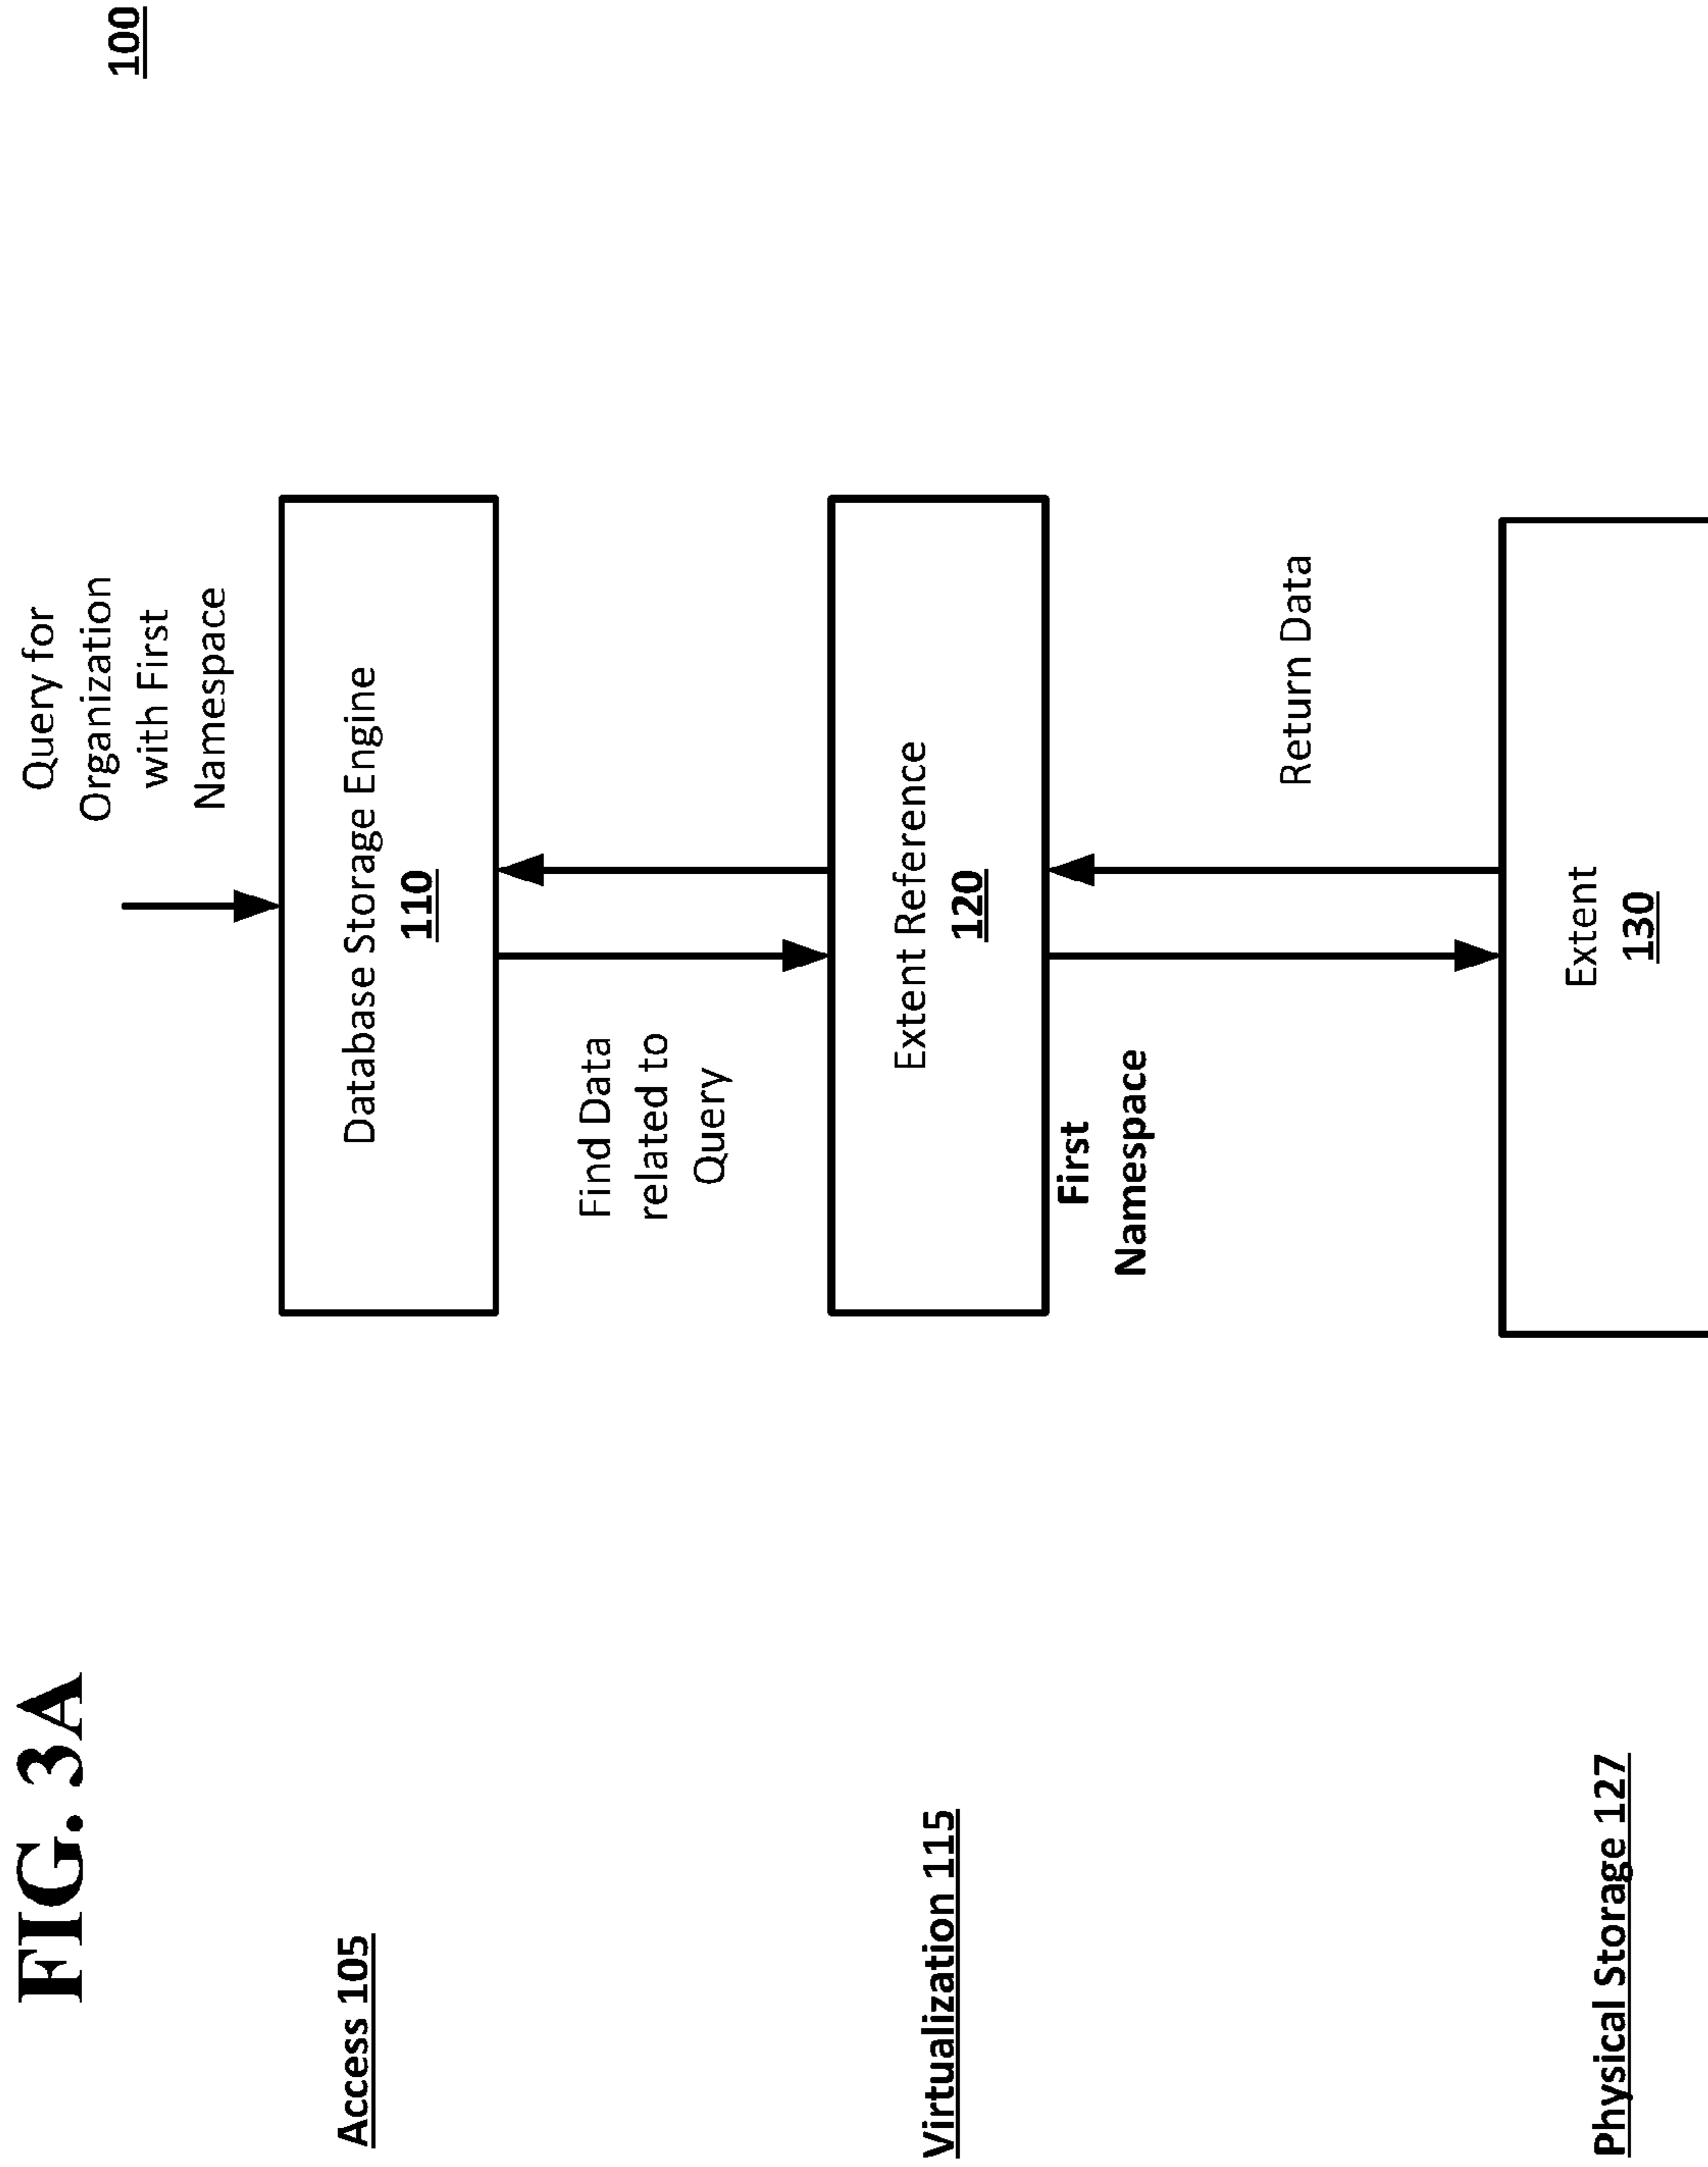 FIG. 3A
100
Query for
Organization
with First
Namespace
Access 105
Database Storage Engine
110
Find Data
related to
Query
Virtualization 115
Extent Reference
120
First
Namespace
Return Data
Physical Storage 127
Extent
130